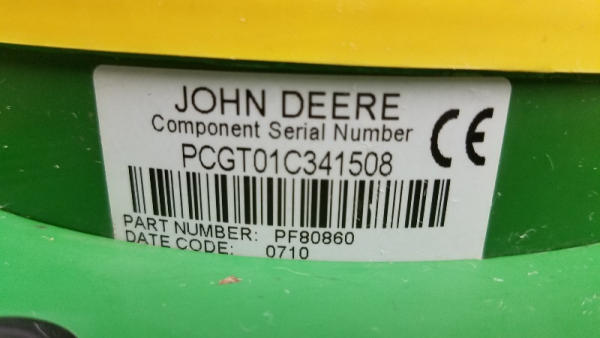 JOHN DEERE
Component Serial Number
CE
PCGT01C341508
PART NUMBER: PF80860
DATE CODE: 0710